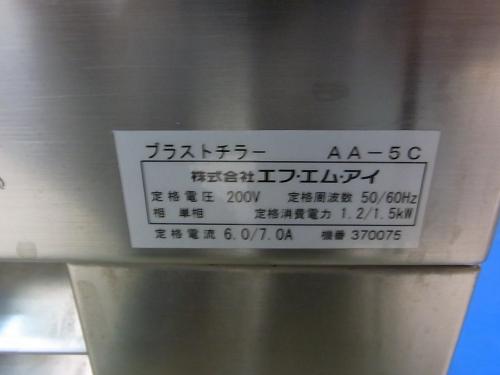 ブラストチラー AA-5C
株式会社エフ・エム・アイ
定格電圧 200V 定格周波数 50/60Hz
相 単相 定格消費電力 1.2/1.5kW
定格電流 6.0/7.0A 機番 370075